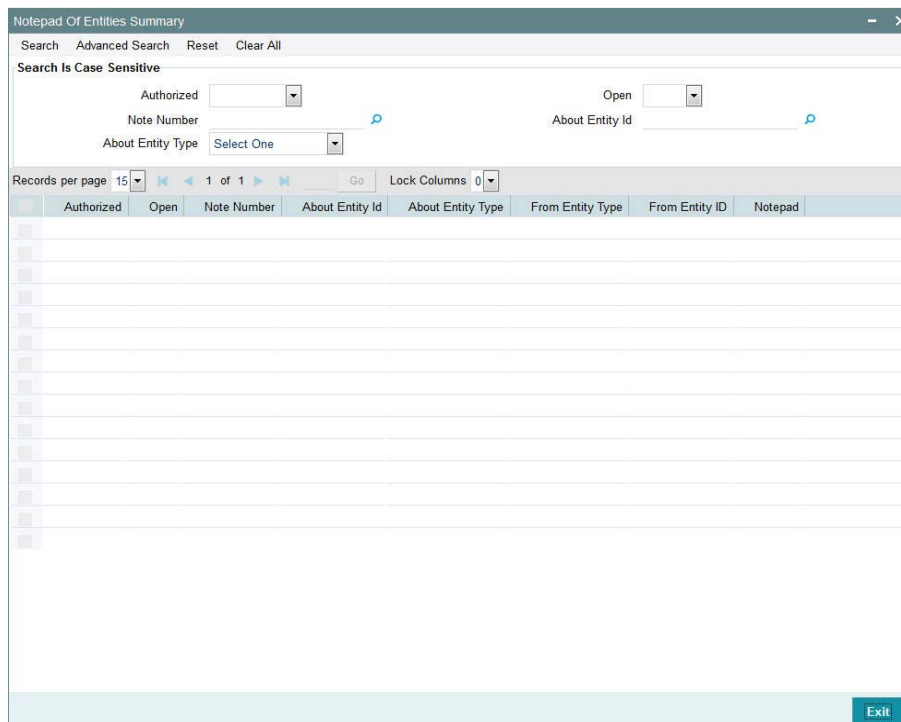 Notepad Of Entities Summary
Search Advanced Search Reset Clear All
Search Is Case Sensitive
Authorized Open
Note Number About Entity Id
About Entity Type Select One
Records per page 15 1 of 1 Go Lock Columns 0
Authorized Open Note Number About Entity Id About Entity Type From Entity Type From Entity ID Notepad
Exit